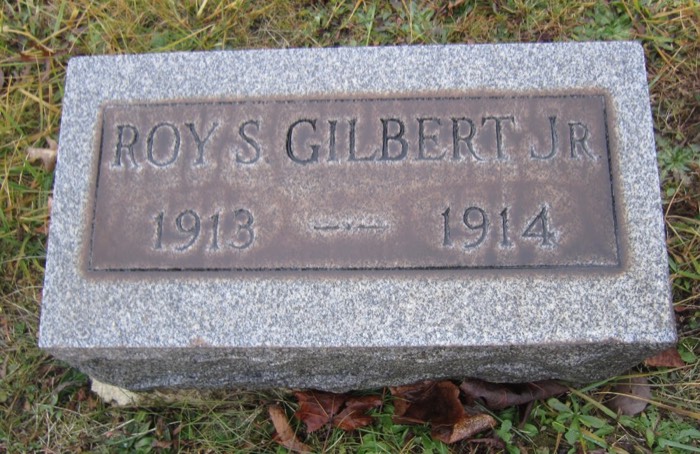 ROY S. GILBERT JR.
1913 — 1914